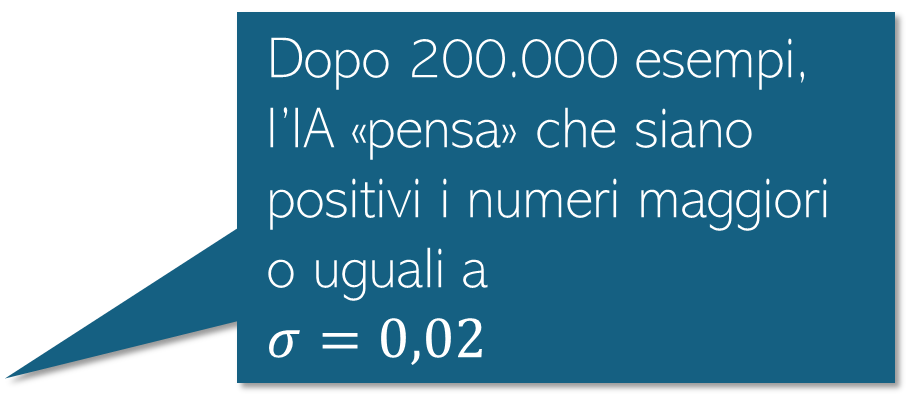 Dopo 200.000 esempi,
l'IA «pensa» che siano
positivi i numeri maggiori
o uguali a
σ = 0,02